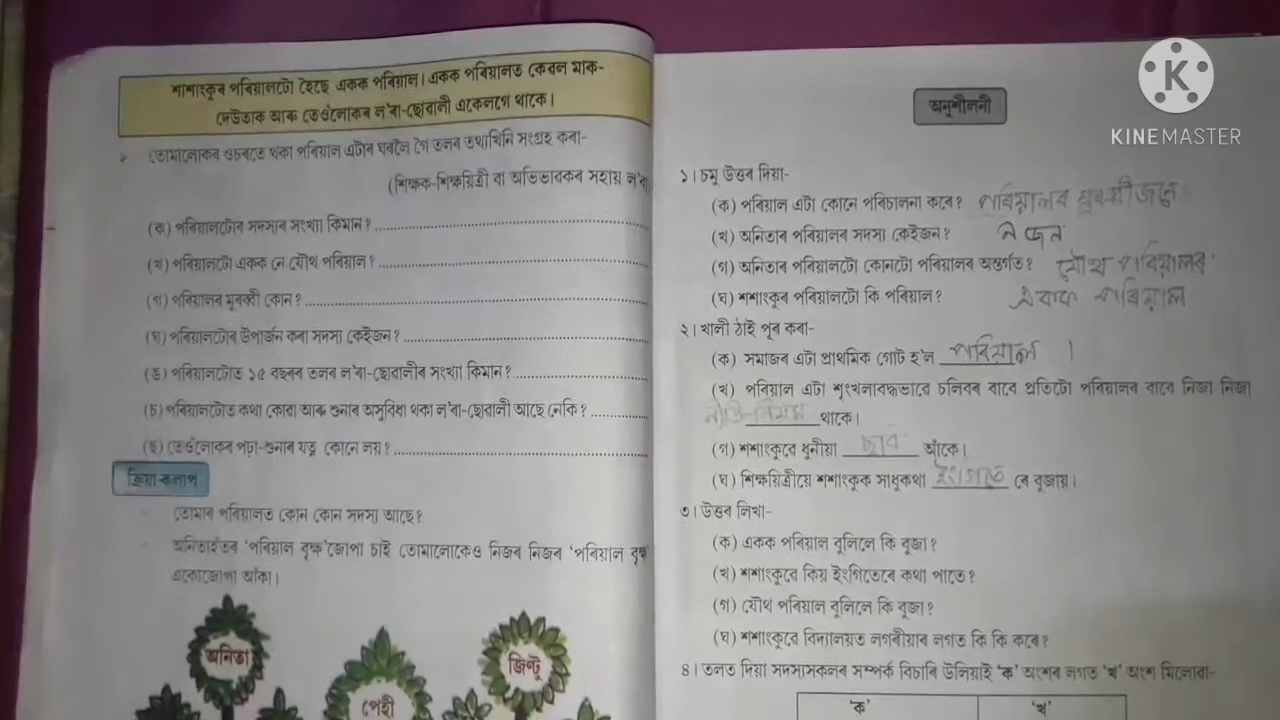 শাশাংকুৰ পৰিয়ালটো হৈছে একক পৰিয়াল। একক পৰিয়ালত কেৱল মাক-
দেউতাক আৰু তেওঁলোকৰ ল'ৰা-ছোৱালী একেলগে থাকে।
তোমালোকৰ ওচৰতে থকা পৰিয়াল এটাৰ ঘৰলৈ গৈ তলৰ তথ্যখিনি সংগ্ৰহ কৰা-
(শিক্ষক-শিক্ষয়িত্ৰী বা অভিভাৱকৰ সহায় ল'বা)
(ক) পৰিয়ালটোৰ সদস্যৰ সংখ্যা কিমান?
(খ) পৰিয়ালটো একক নে যৌথ পৰিয়াল?
(গ) পৰিয়ালৰ মূৰব্বী কোন?
(ঘ) পৰিয়ালটোৰ উপাৰ্জন কৰা সদস্য কেইজন?
(ঙ) পৰিয়ালটোত ১৫ বছৰৰ তলৰ ল'ৰা-ছোৱালীৰ সংখ্যা কিমান?
(চ) পৰিয়ালটোত কথা কোৱা আৰু শুনাৰ অসুবিধা থকা ল'ৰা-ছোৱালী আছে নেকি?
(ছ) তেওঁলোকৰ পঢ়া-শুনাৰ যত্ন কোনে লয়?
ক্ৰিয়া-কলাপ
তোমাৰ পৰিয়ালত কোন কোন সদস্য আছে?
অনিতাহঁতৰ 'পৰিয়াল বৃক্ষ'জোপা চাই তোমালোকেও নিজৰ নিজৰ 'পৰিয়াল বৃক্ষ'
একোজোপা আঁকা।
অনিতা
পেহী
জিণ্টু
অনুশীলনী
১। চমু উত্তৰ দিয়া-
(ক) পৰিয়াল এটা কোনে পৰিচালনা কৰে? পৰিয়ালৰ মুৰব্বীজনে
(খ) অনিতাৰ পৰিয়ালৰ সদস্য কেইজন? ন জন
(গ) অনিতাৰ পৰিয়ালটো কোনটো পৰিয়ালৰ অন্তৰ্গত? যৌথ পৰিয়ালৰ
(ঘ) শশাংকুৰ পৰিয়ালটো কি পৰিয়াল? একক পৰিয়াল
২। খালী ঠাই পূৰ কৰা-
(ক) সমাজৰ এটা প্ৰাথমিক গোট হ'ল পৰিয়াল ।
(খ) পৰিয়াল এটা শৃংখলাবদ্ধভাৱে চলিবৰ বাবে প্ৰতিটো পৰিয়ালৰ বাবে নিজা নিজা
নীতি-নিয়ম থাকে।
(গ) শশাংকুৱে ধুনীয়া ছবি আঁকে।
(ঘ) শিক্ষয়িত্ৰীয়ে শশাংকুক সাধুকথা ইংগিতে ৰে বুজায়।
৩। উত্তৰ লিখা-
(ক) একক পৰিয়াল বুলিলে কি বুজা?
(খ) শশাংকুৱে কিয় ইংগিতেৰে কথা পাতে?
(গ) যৌথ পৰিয়াল বুলিলে কি বুজা?
(ঘ) শশাংকুৱে বিদ্যালয়ত লগৰীয়াৰ লগত কি কি কৰে?
৪। তলত দিয়া সদস্যসকলৰ সম্পৰ্ক বিচাৰি উলিয়াই 'ক' অংশৰ লগত 'খ' অংশ মিলোৱা-
'ক' 'খ'
K
KINEMASTER